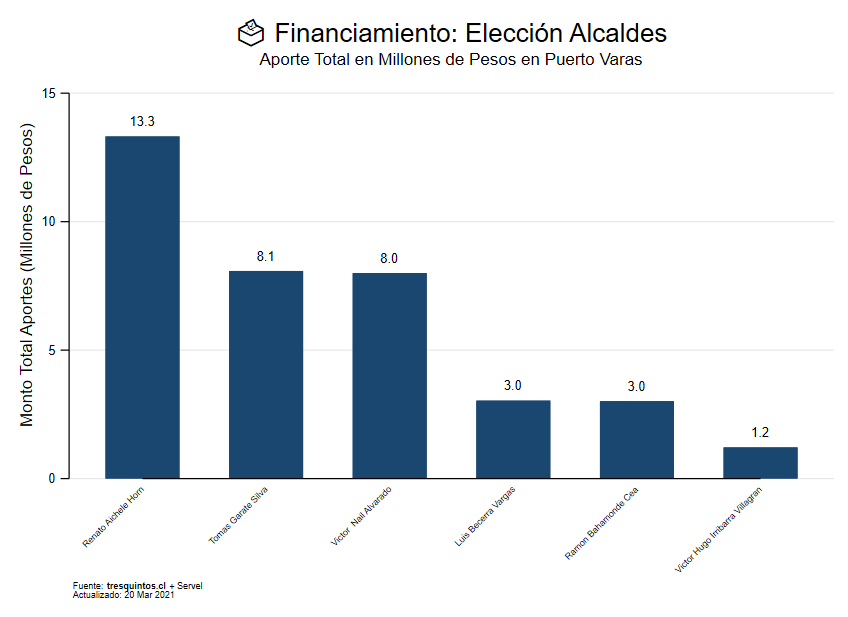 Financiamiento: Elección Alcaldes
Aporte Total en Millones de Pesos en Puerto Varas
Monto Total Aportes (Millones de Pesos)
15
10
5
0
13.3
8.1
8.0
3.0
3.0
1.2
Renato Aichele Horn
Tomas Garate Silva
Victor Nail Alvarado
Luis Becerra Vargas
Ramon Bahamonde Cea
Victor Hugo Imbarra Villagran
Fuente: tresquintos.cl + Servel
Actualizado: 20 Mar 2021